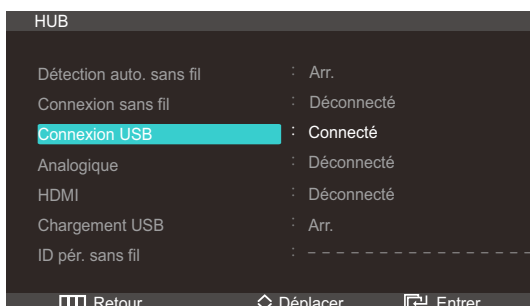 HUB
Détection auto. sans fil : Arr.
Connexion sans fil : Déconnecté
Connexion USB : Connecté
Analogique : Déconnecté
HDMI : Déconnecté
Chargement USB : Arr.
ID pér. sans fil : – – – – – – – – – – – – – – – –
Retour Déplacer Entrer